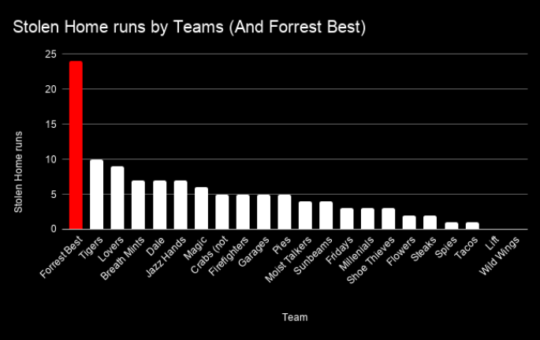 Stolen Home runs by Teams (And Forrest Best)
25
20
15
10
5
0
Stolen Home runs
Forrest Best
Tigers
Lovers
Breath Mints
Dale
Jazz Hands
Magic
Crabs (not
Firefighters
Garages
Pies
Moist Talkers
Sunbeams
Fridays
Millenials
Shoe Thieves
Flowers
Steaks
Spies
Tacos
Lift
Wild Wings
Team